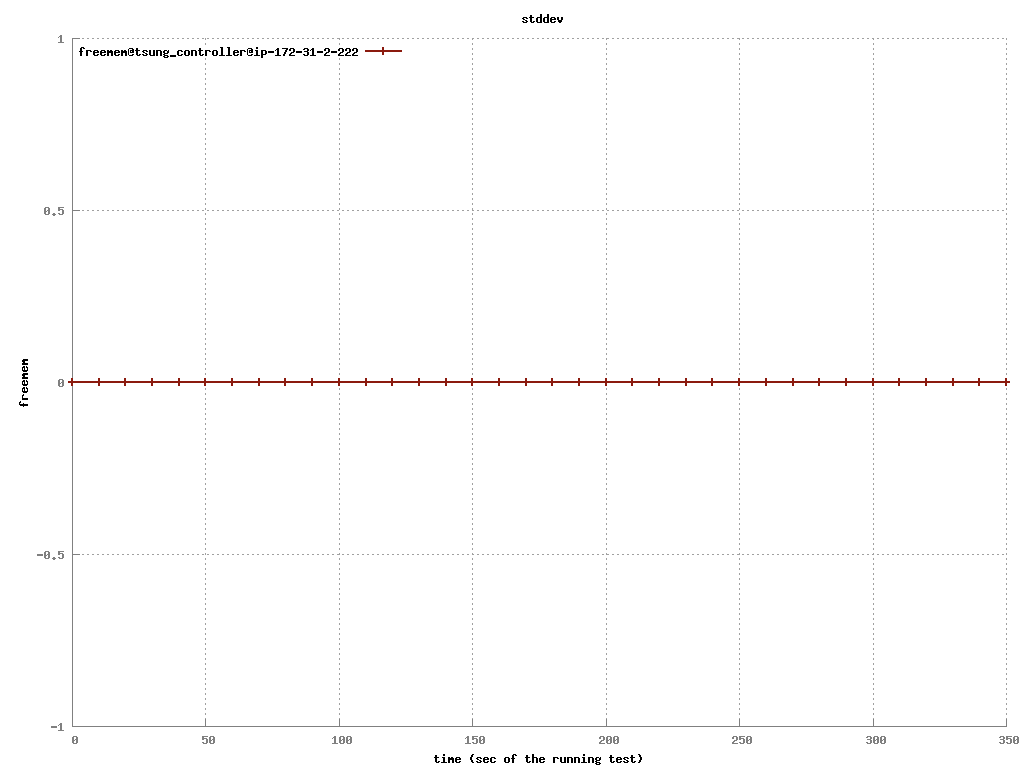 stddev
freemem@tsung_controller@ip-172-31-2-222
1
0.5
0
-0.5
-1
freemem
0 50 100 150 200 250 300 350
time (sec of the running test)